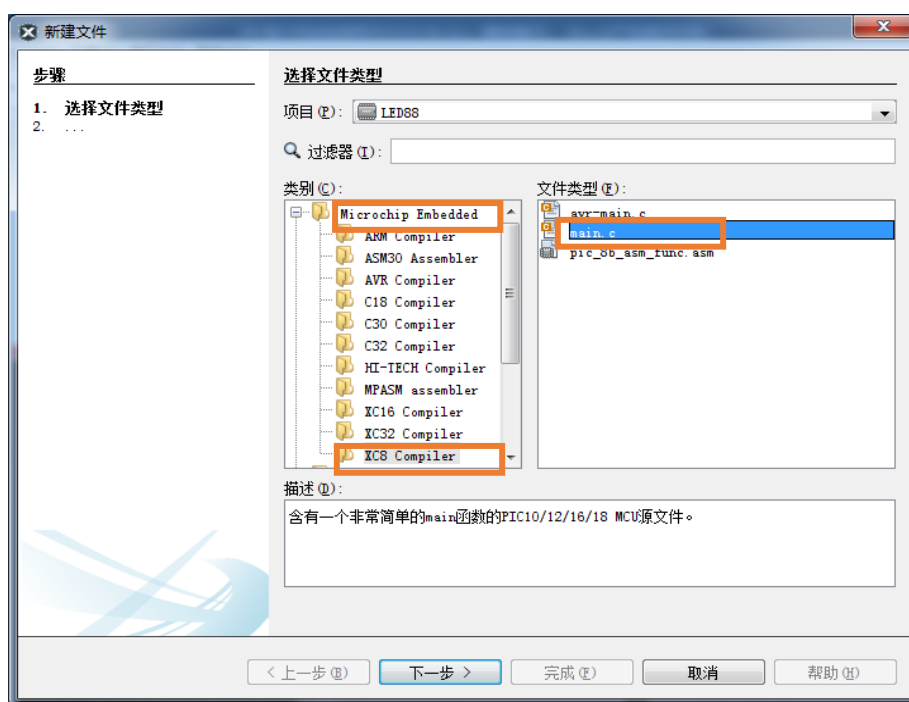 新建文件
步骤
1. 选择文件类型
2. ...
选择文件类型
项目(P): LED88
过滤器(I):
类别(C):
Microchip Embedded
ARM Compiler
ASM30 Assembler
AVR Compiler
C18 Compiler
C30 Compiler
C32 Compiler
HI-TECH Compiler
MPASM assembler
XC16 Compiler
XC32 Compiler
XC8 Compiler
文件类型(F):
avr-main.c
main.c
pic_8b_asm_func.asm
描述(D):
含有一个非常简单的main函数的PIC10/12/16/18 MCU源文件。
< 上一步(B) 下一步 > 完成(F) 取消 帮助(H)